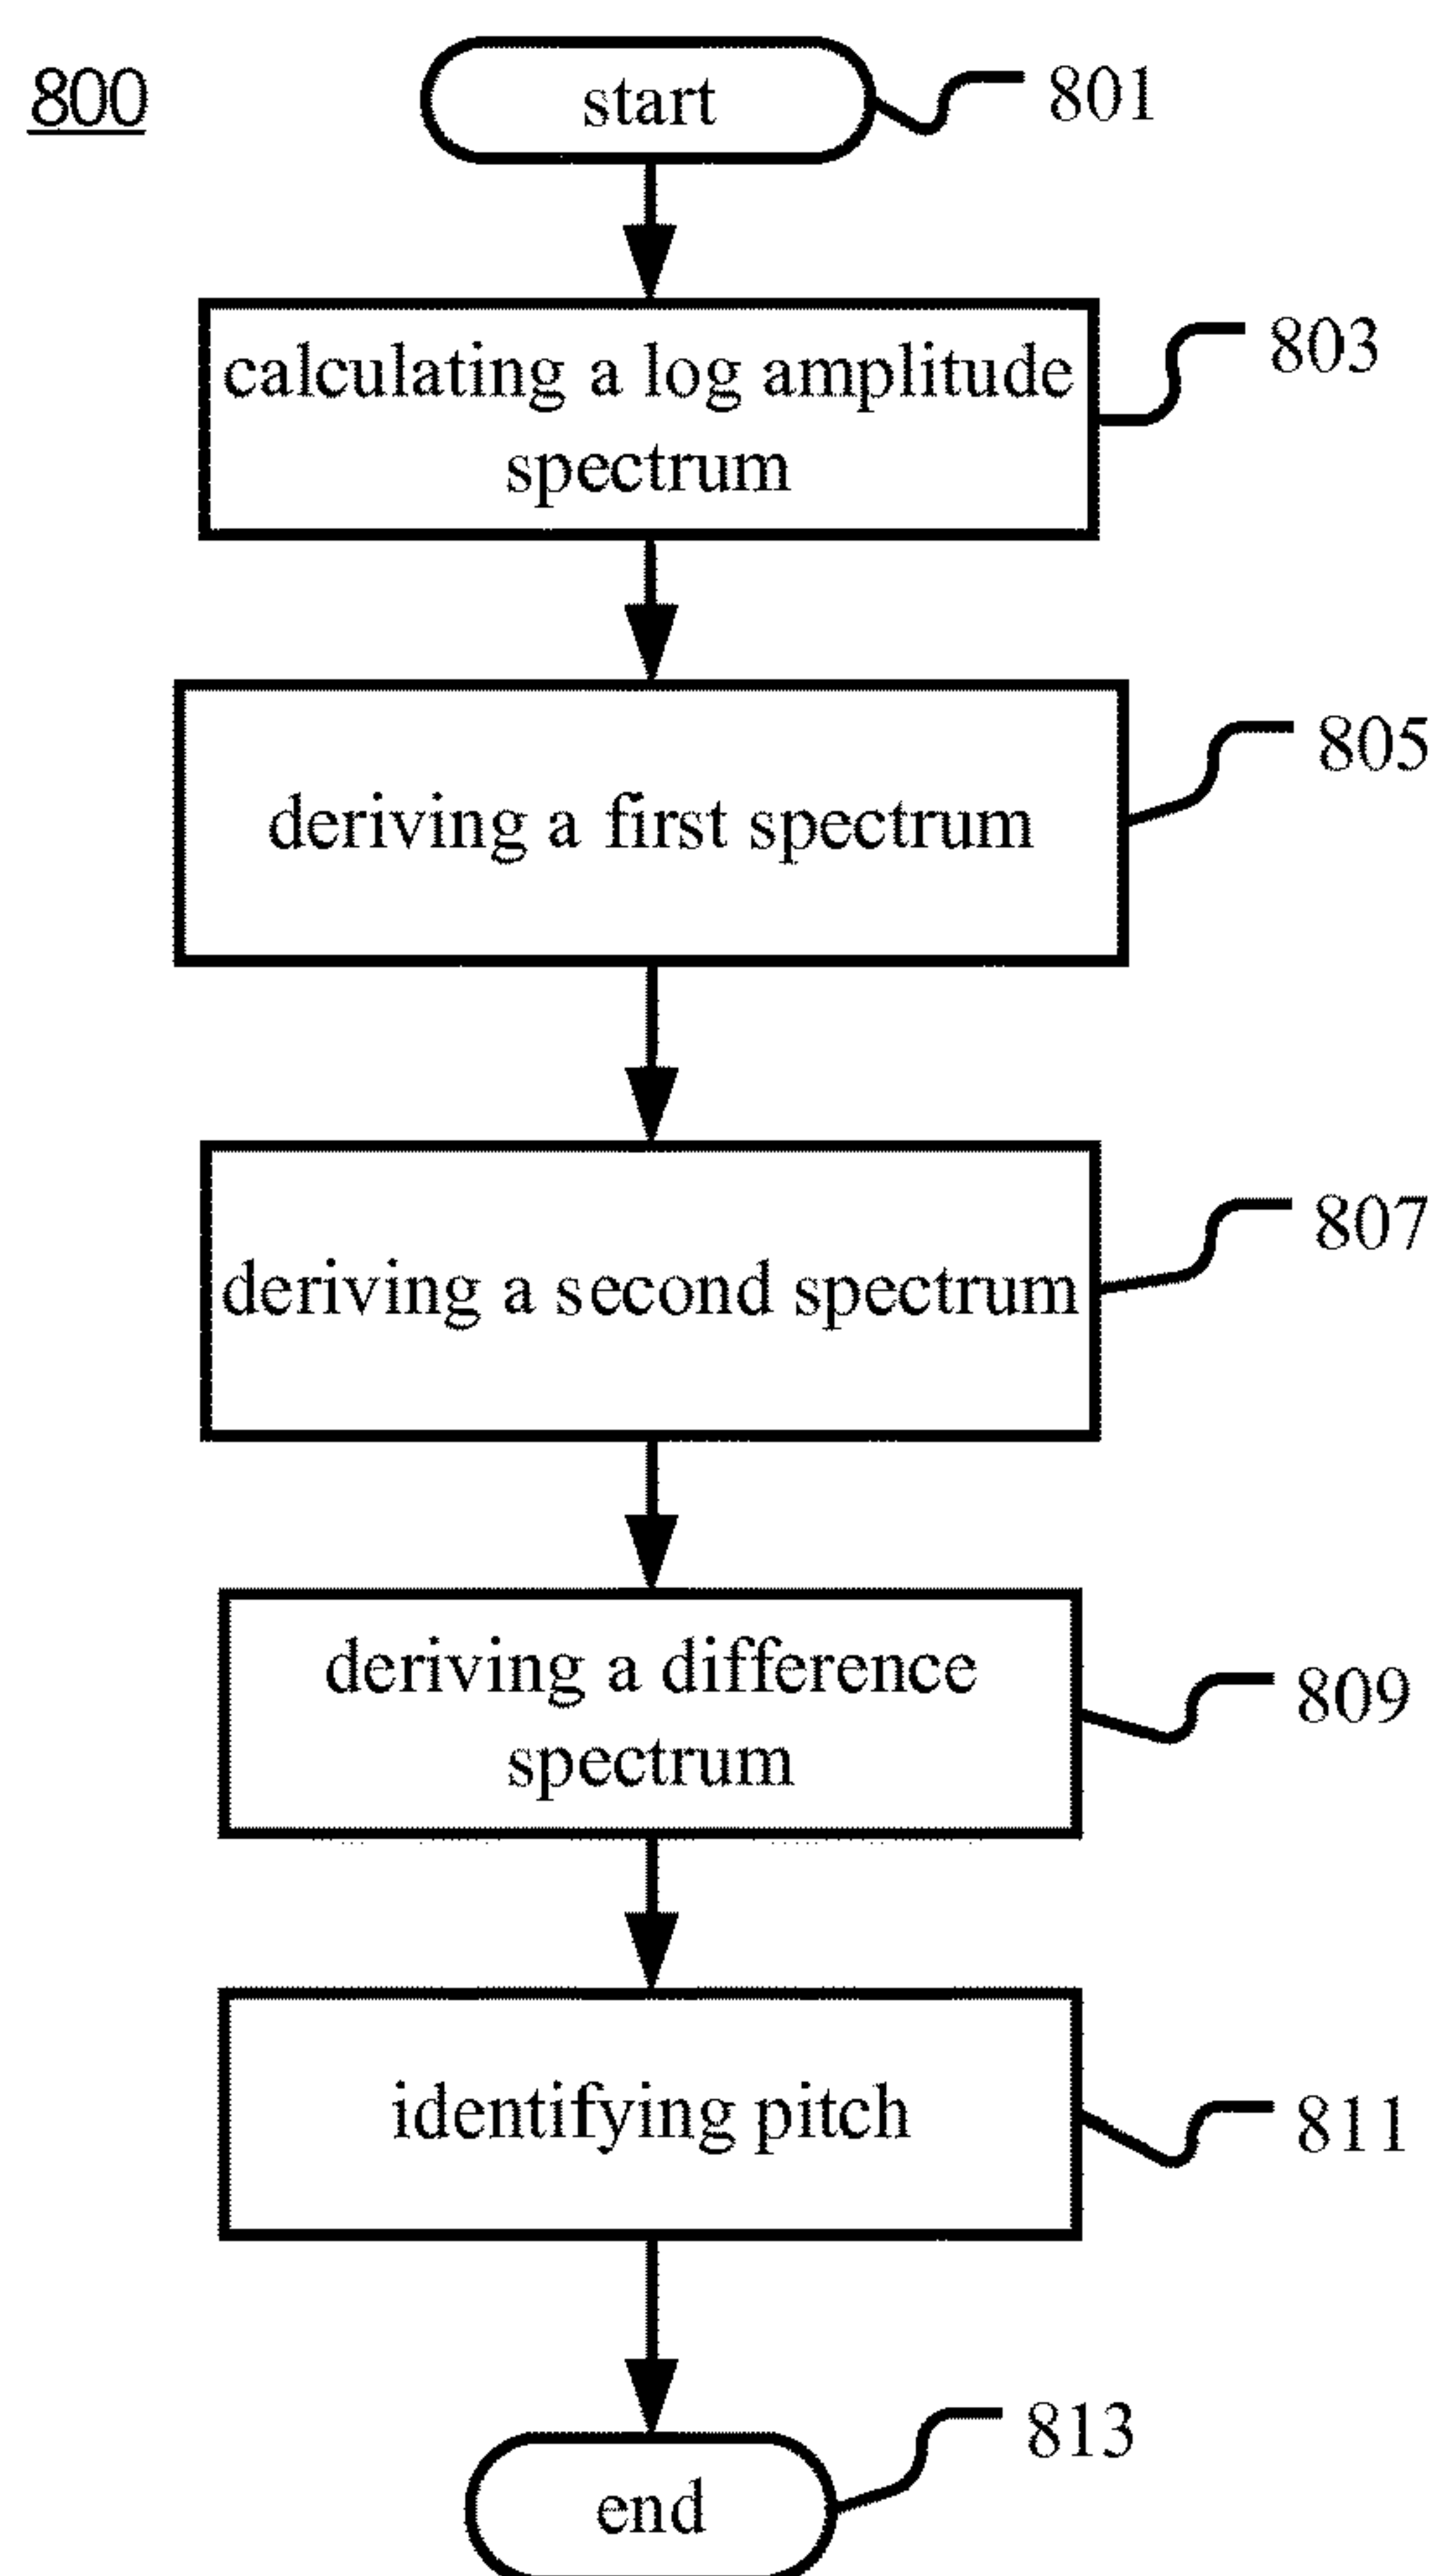 800
start
801
calculating a log amplitude
spectrum
803
deriving a first spectrum
805
deriving a second spectrum
807
deriving a difference
spectrum
809
identifying pitch
811
end
813